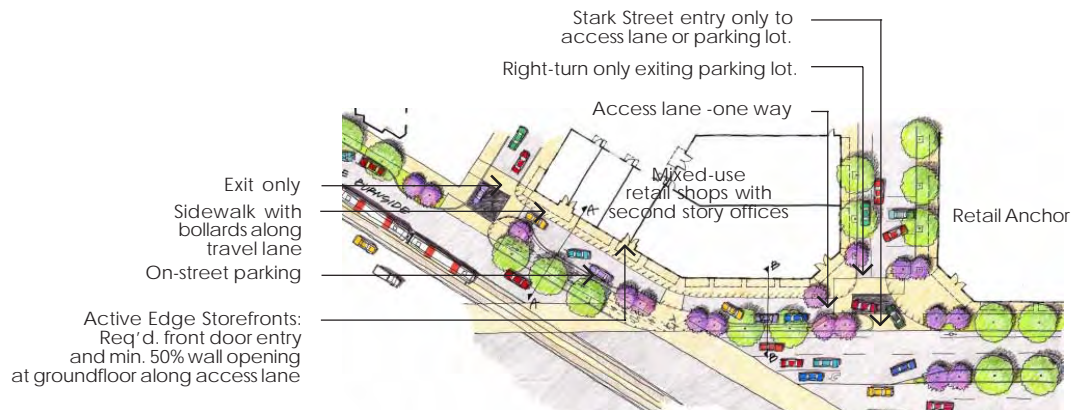 Stark Street entry only to
access lane or parking lot.
Right-turn only exiting parking lot.
Access lane -one way
Exit only
Sidewalk with
bollards along
travel lane
On-street parking
Active Edge Storefronts:
Req'd. front door entry
and min. 50% wall opening
at groundfloor along access lane
Mixed-use
retail shops with
second story offices
Retail Anchor
E BURNSIDE
A
A
B
B